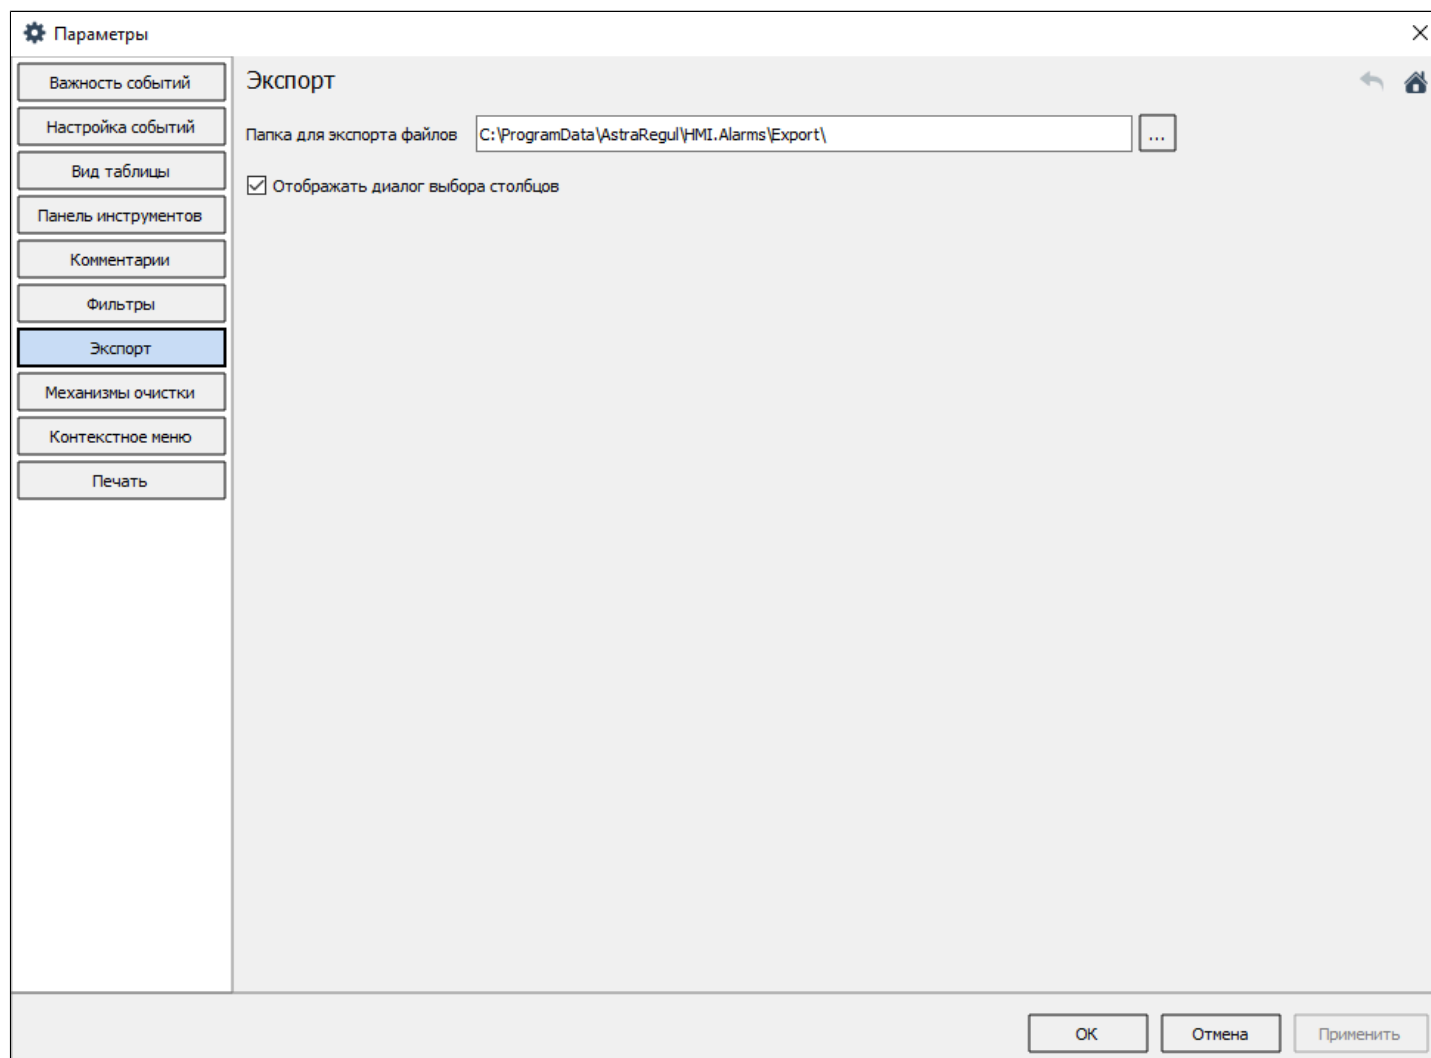 Параметры
Важность событий
Настройка событий
Вид таблицы
Панель инструментов
Комментарии
Фильтры
Экспорт
Механизмы очистки
Контекстное меню
Печать
Экспорт
Папка для экспорта файлов C:\ProgramData\AstraRegul\HMI.Alarms\Export\ ...
Отображать диалог выбора столбцов
ОК Отмена Применить